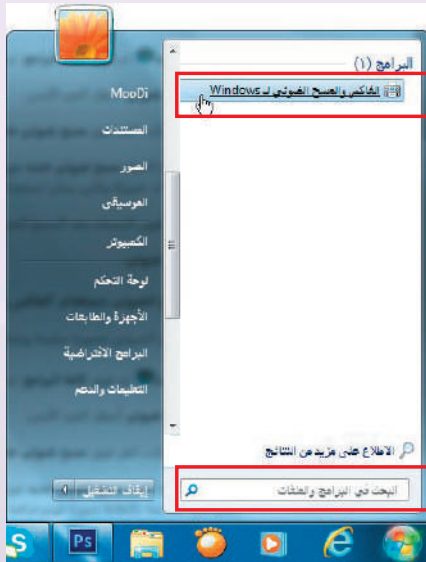 البرامج (١)
الفاكس والمسح الضوئي لـ Windows
الاطلاع على مزيد من النتائج
البحث في البرامج والملفات
MooDi
المستندات
الصور
الموسيقى
الكمبيوتر
لوحة التحكم
الأجهزة والطابعات
البرامج الافتراضية
التعليمات والدعم
إيقاف التشغيل
Ps
S